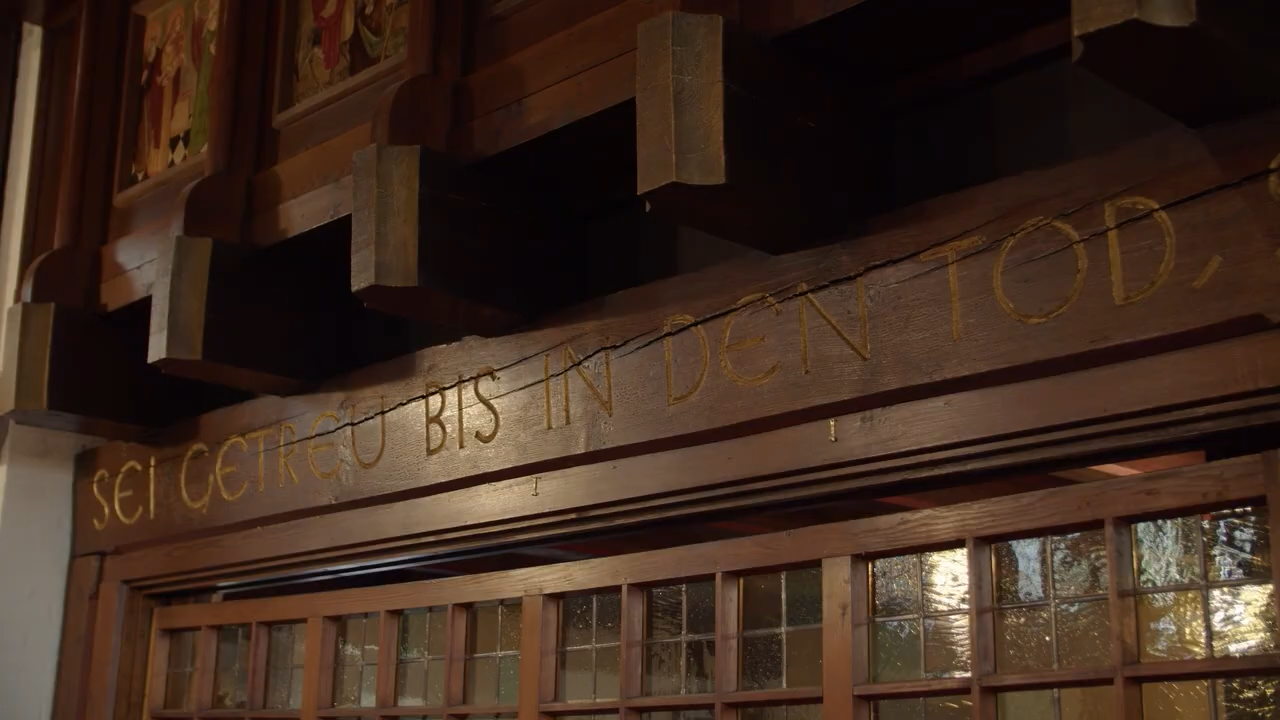 SEI GETREU BIS IN DEN TOD,